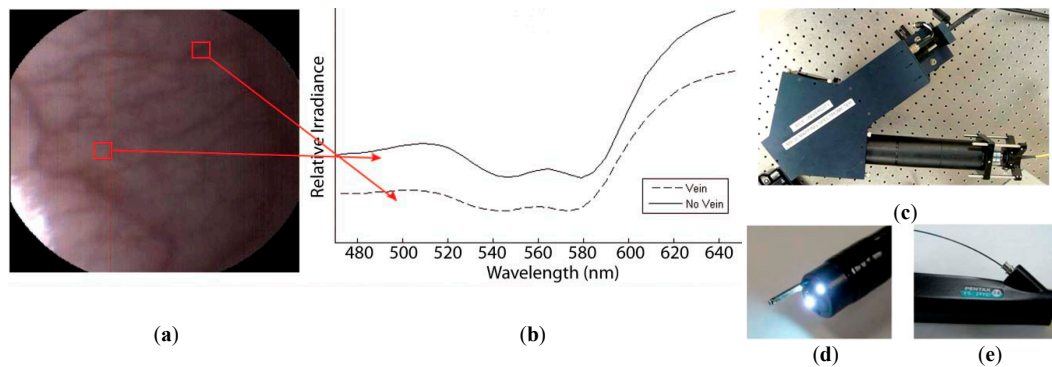 Relative Irradiance
Vein
No Vein
480 500 520 540 560 580 600 620 640
Wavelength (nm)
(a)
(b)
(c)
PENTAX
(d)
(e)